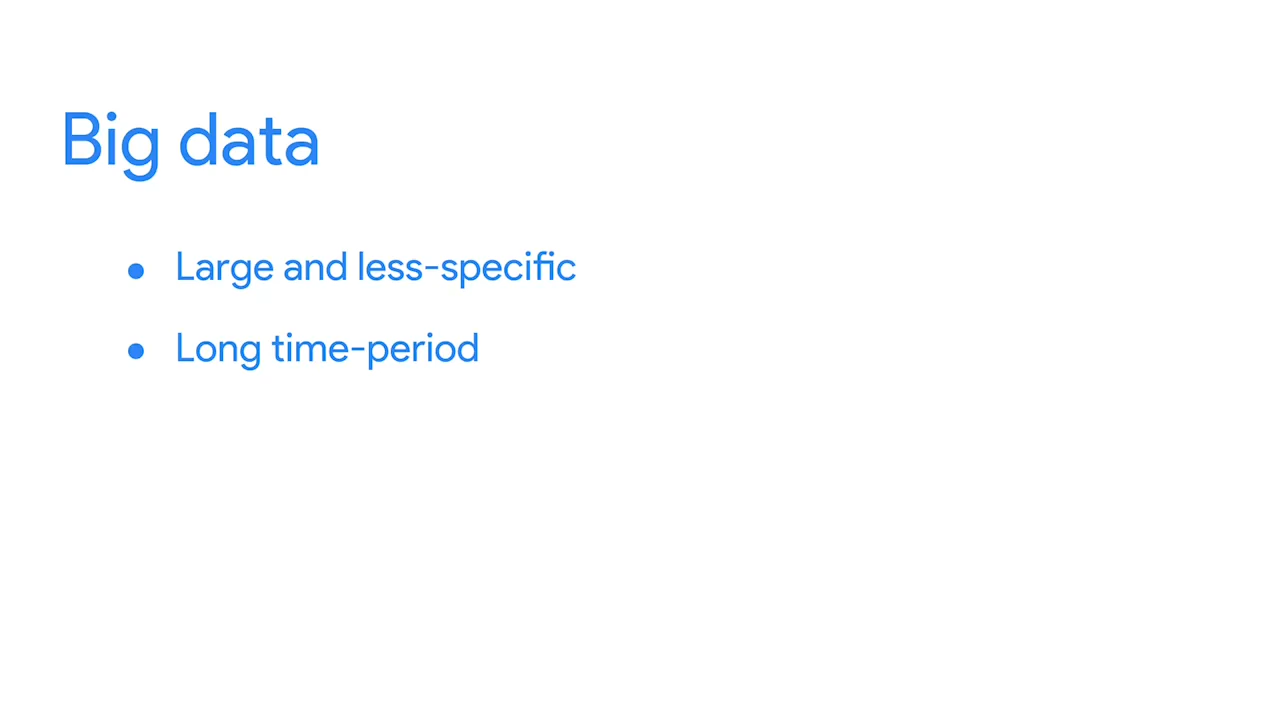 Big data
• Large and less-specific
• Long time-period